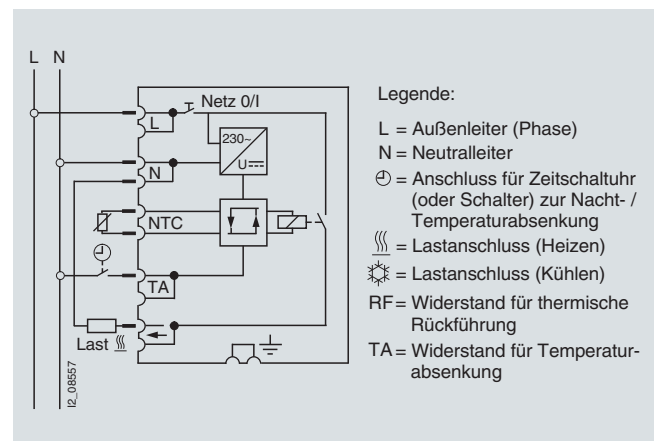 L N
Netz 0/I
L
230~
U
N
NTC
TA
Last
I2_08557
Legende:
L = Außenleiter (Phase)
N = Neutralleiter
= Anschluss für Zeitschaltuhr
(oder Schalter) zur Nacht- /
Temperaturabsenkung
= Lastanschluss (Heizen)
= Lastanschluss (Kühlen)
RF = Widerstand für thermische
Rückführung
TA = Widerstand für Temperatur-
absenkung